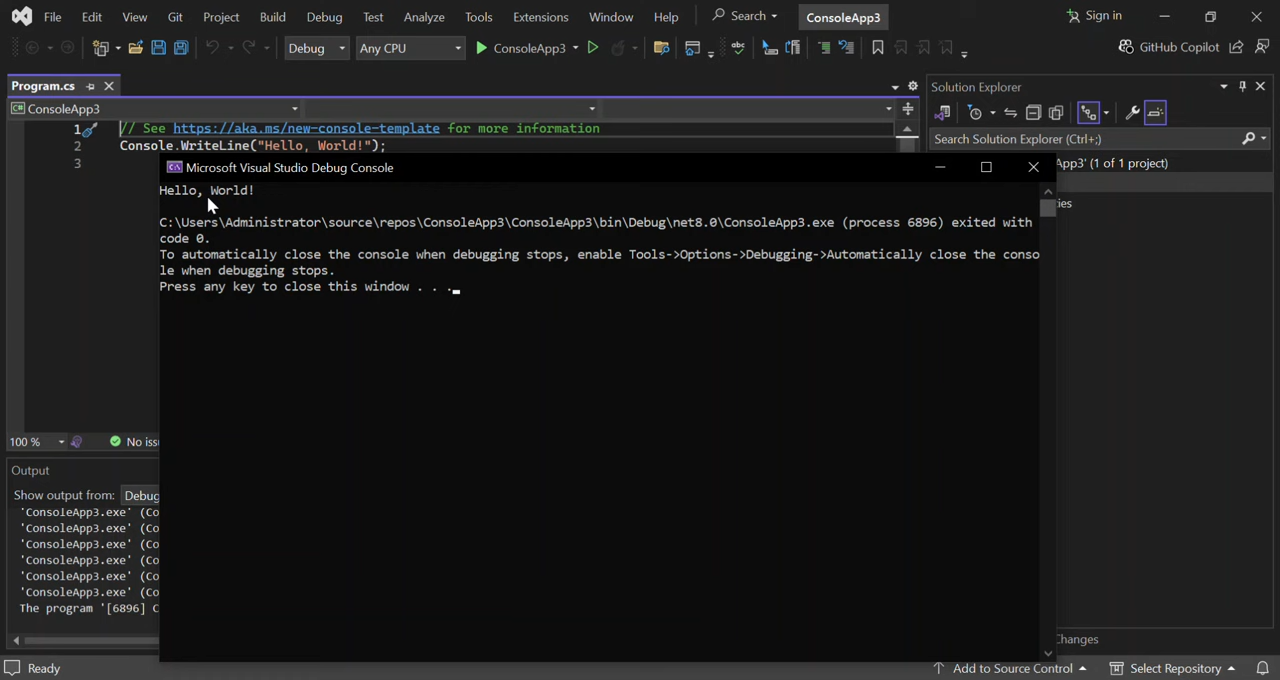 File Edit View Git Project Build Debug Test Analyze Tools Extensions Window Help Search ConsoleApp3 Sign in
Debug Any CPU ConsoleApp3 abc GitHub Copilot
Program.cs
Solution Explorer
C# ConsoleApp3
Search Solution Explorer (Ctrl+;)
1 // See https://aka.ms/new-console-template for more information
2 Console.WriteLine("Hello, World!");
3
App3' (1 of 1 project)
ies
Microsoft Visual Studio Debug Console
Hello, World!
C:\Users\Administrator\source\repos\ConsoleApp3\ConsoleApp3\bin\Debug\net8.0\ConsoleApp3.exe (process 6896) exited with
code 0.
To automatically close the console when debugging stops, enable Tools->Options->Debugging->Automatically close the conso
le when debugging stops.
Press any key to close this window . . .
100 % No iss
Output
Show output from: Debug
'ConsoleApp3.exe' (Co
'ConsoleApp3.exe' (Co
'ConsoleApp3.exe' (Co
'ConsoleApp3.exe' (Co
'ConsoleApp3.exe' (Co
'ConsoleApp3.exe' (Co
The program '[6896] C
Changes
Ready Add to Source Control Select Repository